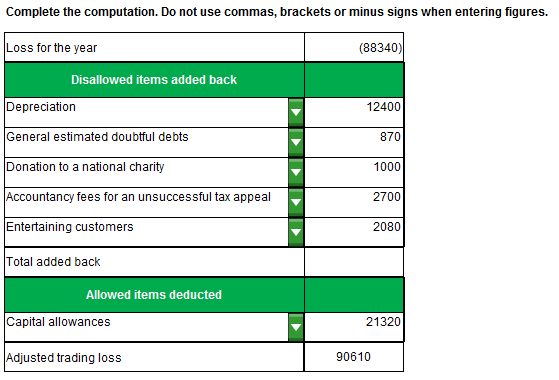 Complete the computation. Do not use commas, brackets or minus signs when entering figures.
Loss for the year (88340)
Disallowed items added back
Depreciation 12400
General estimated doubtful debts 870
Donation to a national charity 1000
Accountancy fees for an unsuccessful tax appeal 2700
Entertaining customers 2080
Total added back
Allowed items deducted
Capital allowances 21320
Adjusted trading loss 90610